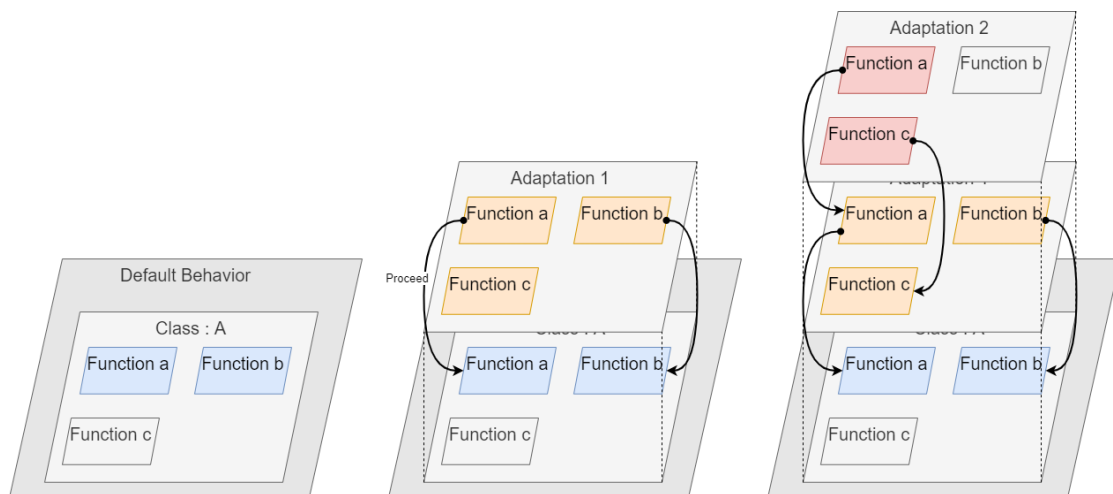 Default Behavior
Class : A
Function a
Function b
Function c
Adaptation 1
Function a
Function b
Proceed
Function c
Function a
Function b
Function c
Adaptation 2
Function a
Function b
Function c
Function a
Function b
Function c
Function a
Function b
Function c